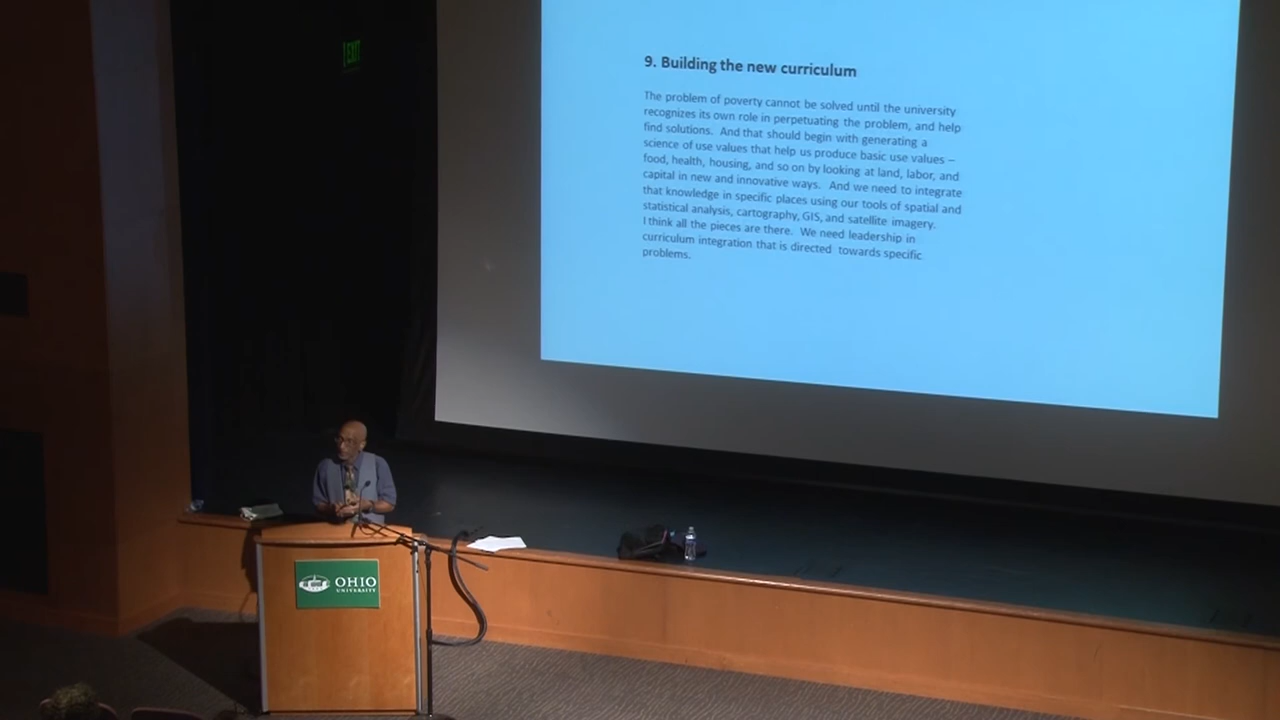 EXIT
9. Building the new curriculum
The problem of poverty cannot be solved until the university
recognizes its own role in perpetuating the problem, and help
find solutions. And that should begin with generating a
science of use values that help us produce basic use values –
food, health, housing, and so on by looking at land, labor, and
capital in new and innovative ways. And we need to integrate
that knowledge in specific places using our tools of spatial and
statistical analysis, cartography, GIS, and satellite imagery.
I think all the pieces are there. We need leadership in
curriculum integration that is directed towards specific
problems.
OHIO
UNIVERSITY